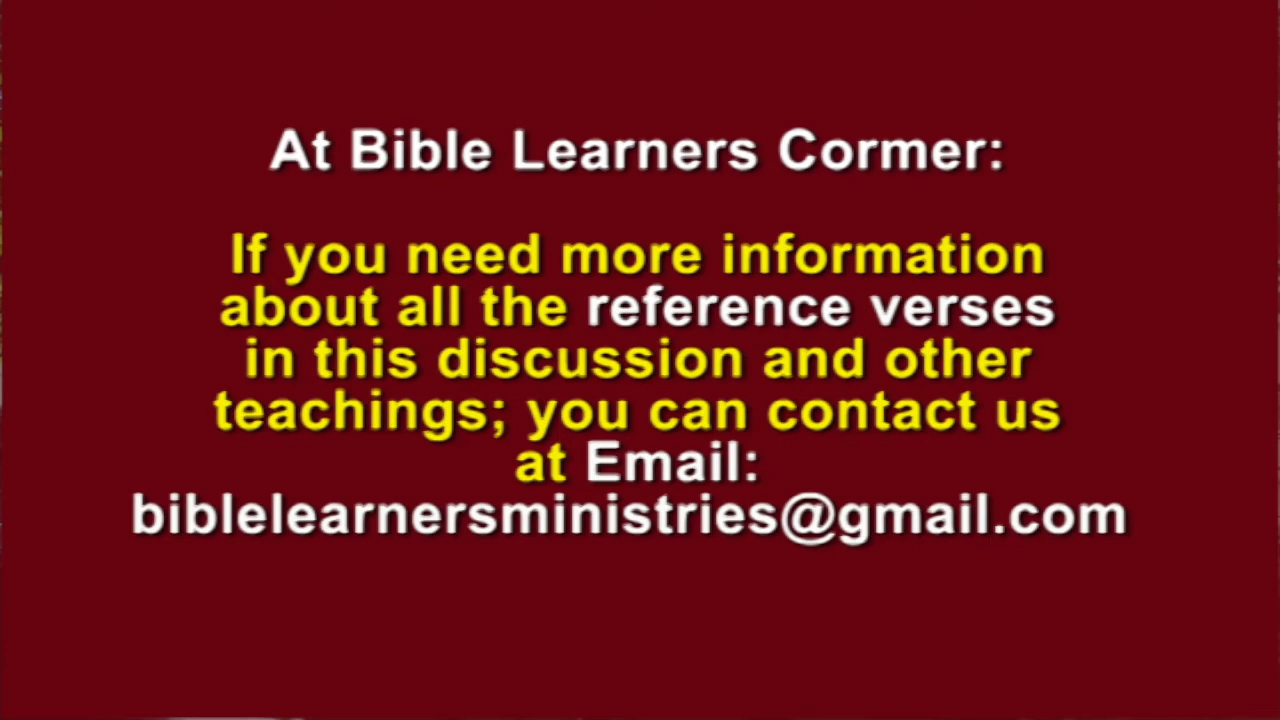 At Bible Learners Cormer:
If you need more information
about all the reference verses
in this discussion and other
teachings; you can contact us
at Email:
biblelearnersministries@gmail.com